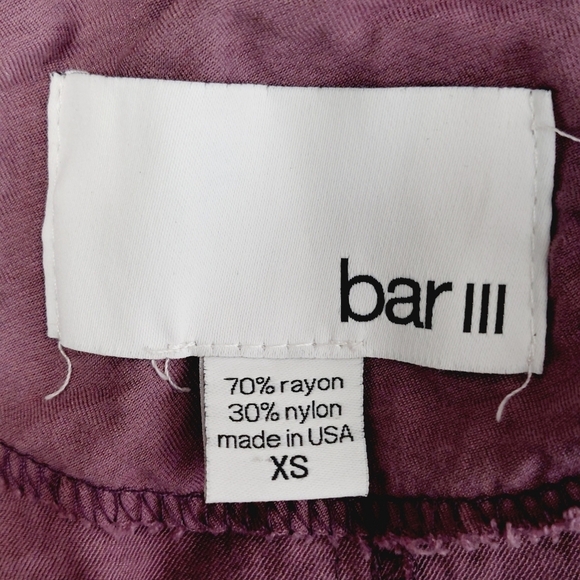 bar III
70% rayon
30% nylon
made in USA
XS